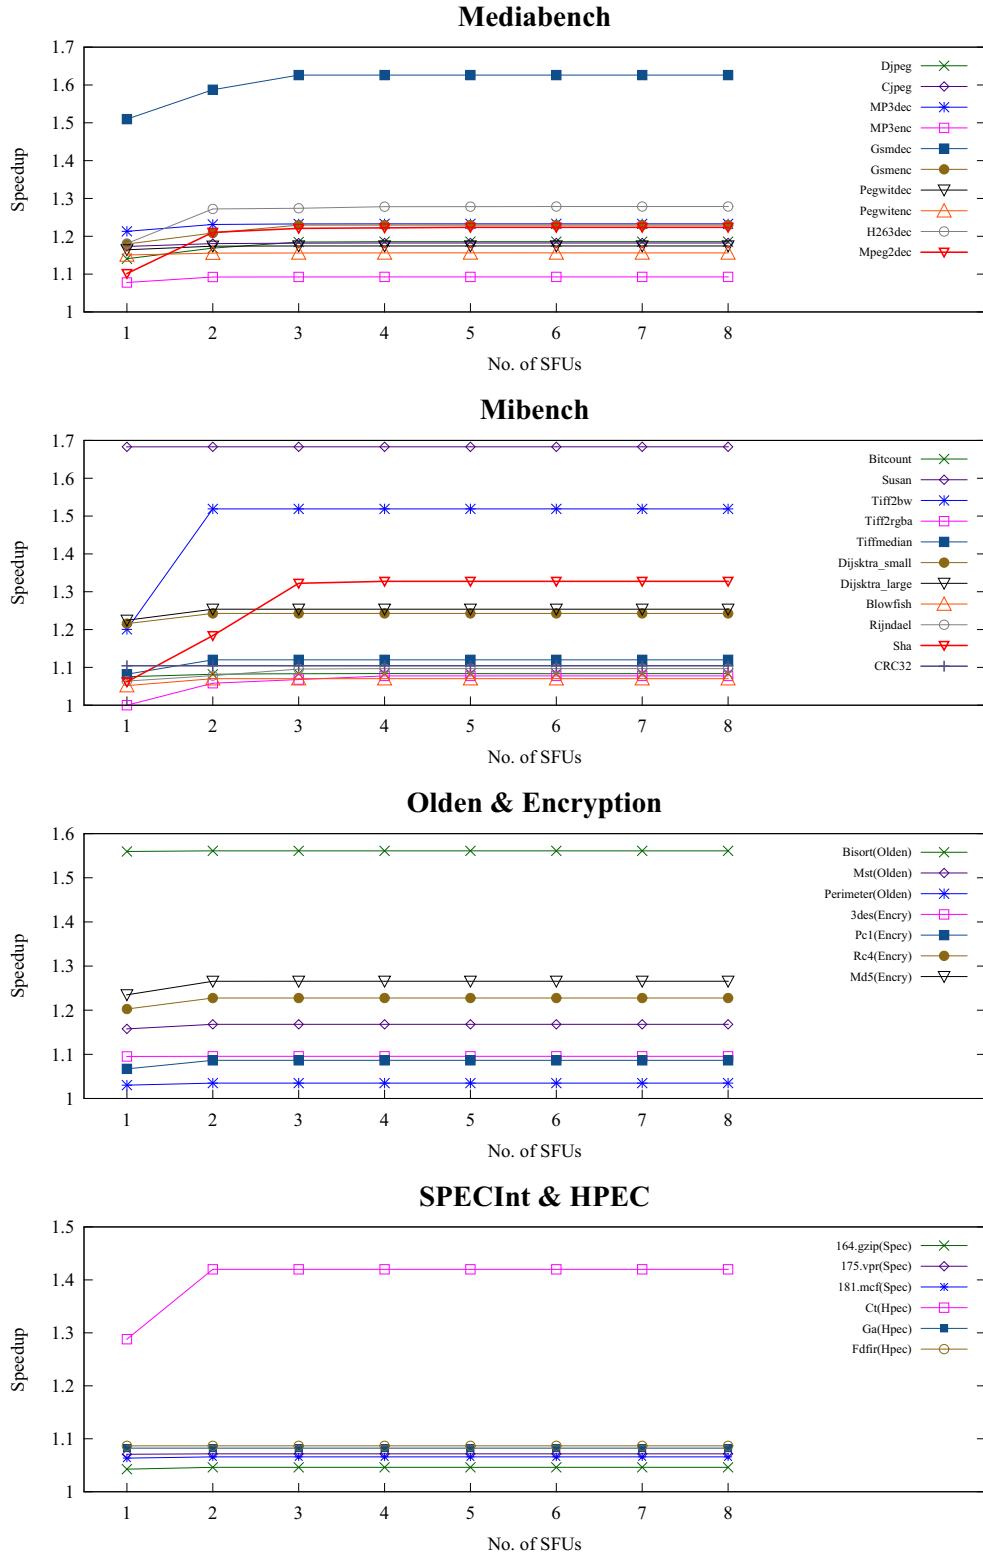 Mediabench
1.7
1.6
1.5
1.4
1.3
1.2
1.1
1
Speedup
1 2 3 4 5 6 7 8
No. of SFUs
Djpeg
Cjpeg
MP3dec
MP3enc
Gsmdec
Gsmenc
Pegwitdec
Pegwitenc
H263dec
Mpeg2dec
Mibench
1.7
1.6
1.5
1.4
1.3
1.2
1.1
1
Speedup
1 2 3 4 5 6 7 8
No. of SFUs
Bitcount
Susan
Tiff2bw
Tiff2rgba
Tiffmedian
Dijsktra_small
Dijsktra_large
Blowfish
Rijndael
Sha
CRC32
Olden & Encryption
1.6
1.5
1.4
1.3
1.2
1.1
1
Speedup
1 2 3 4 5 6 7 8
No. of SFUs
Bisort(Olden)
Mst(Olden)
Perimeter(Olden)
3des(Encry)
Pc1(Encry)
Rc4(Encry)
Md5(Encry)
SPECInt & HPEC
1.5
1.4
1.3
1.2
1.1
1
Speedup
1 2 3 4 5 6 7 8
No. of SFUs
164.gzip(Spec)
175.vpr(Spec)
181.mcf(Spec)
Ct(Hpec)
Ga(Hpec)
Fdfir(Hpec)